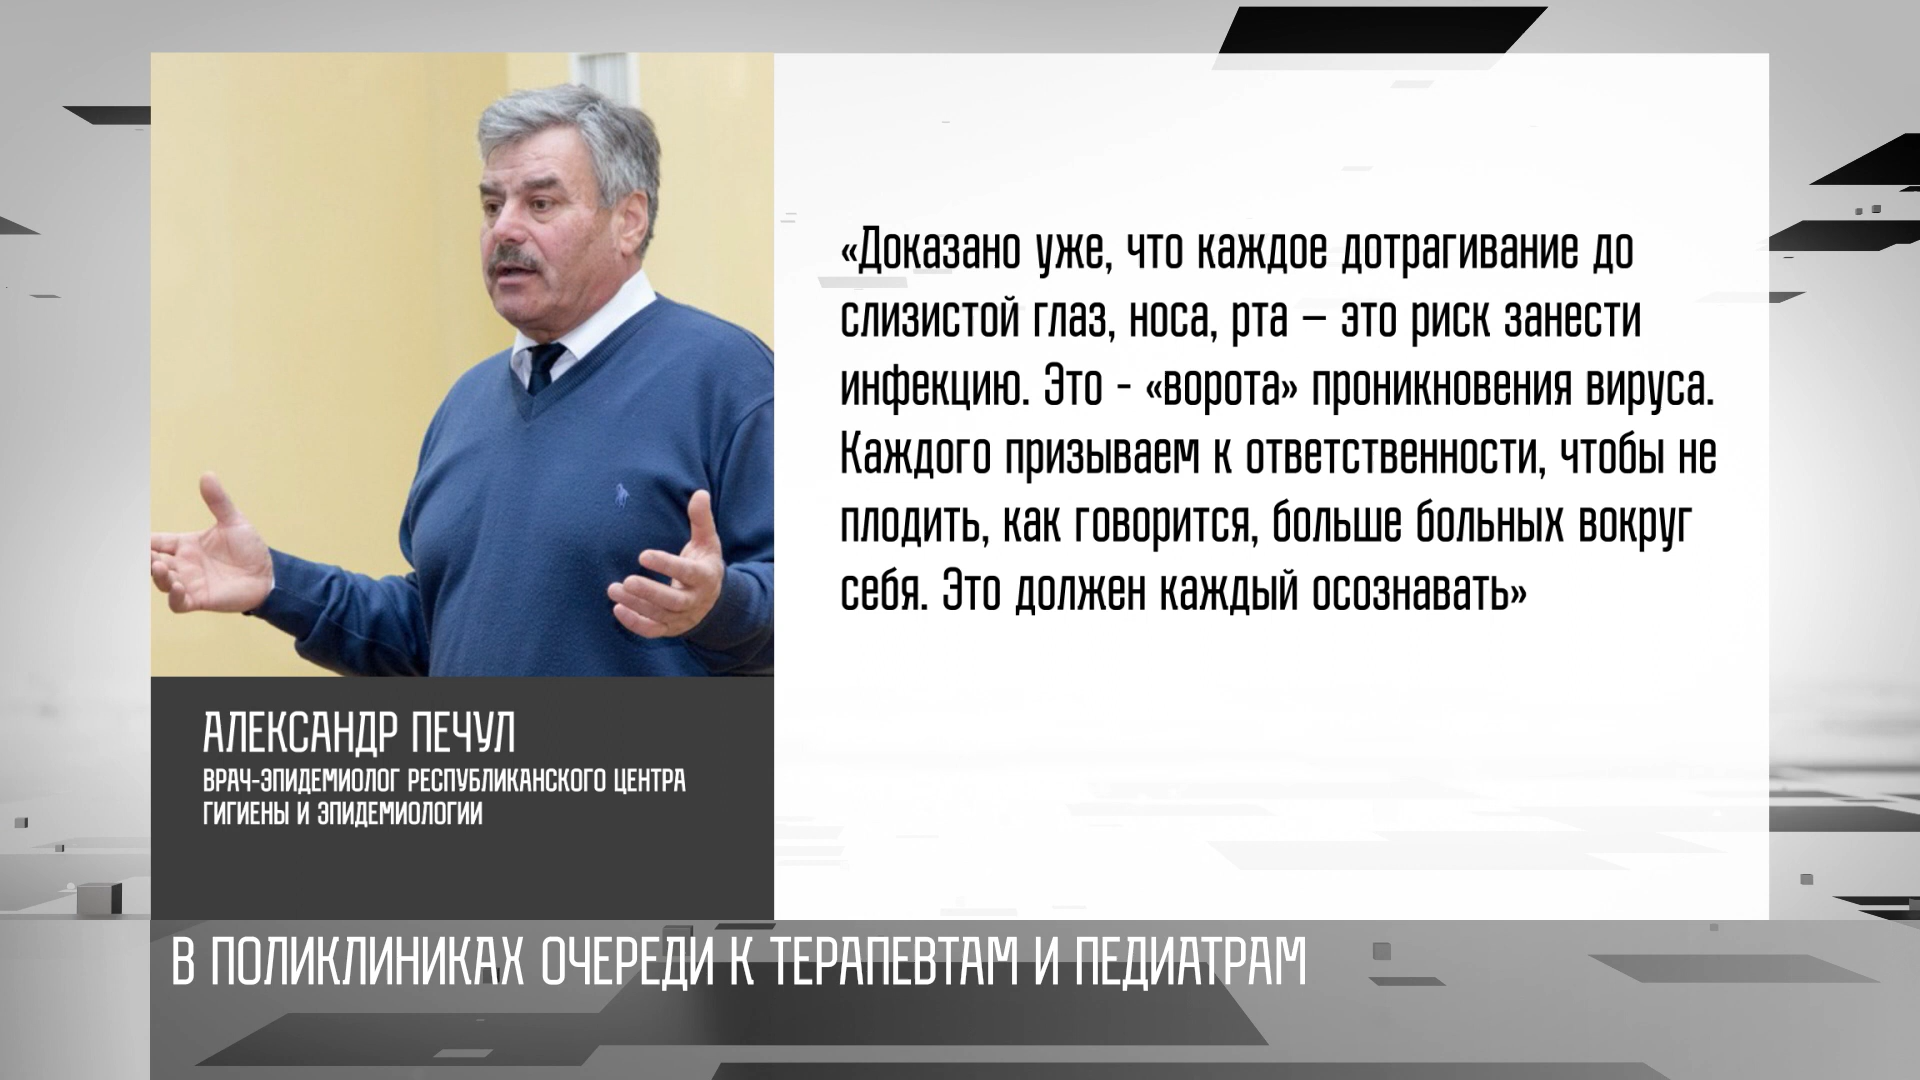 «Доказано уже, что каждое дотрагивание до
слизистой глаз, носа, рта – это риск занести
инфекцию. Это - «ворота» проникновения вируса.
Каждого призываем к ответственности, чтобы не
плодить, как говорится, больше больных вокруг
себя. Это должен каждый осознавать»
АЛЕКСАНДР ПЕЧУЛ
ВРАЧ-ЭПИДЕМИОЛОГ РЕСПУБЛИКАНСКОГО ЦЕНТРА
ГИГИЕНЫ И ЭПИДЕМИОЛОГИИ
В ПОЛИКЛИНИКАХ ОЧЕРЕДИ К ТЕРАПЕВТАМ И ПЕДИАТРАМ